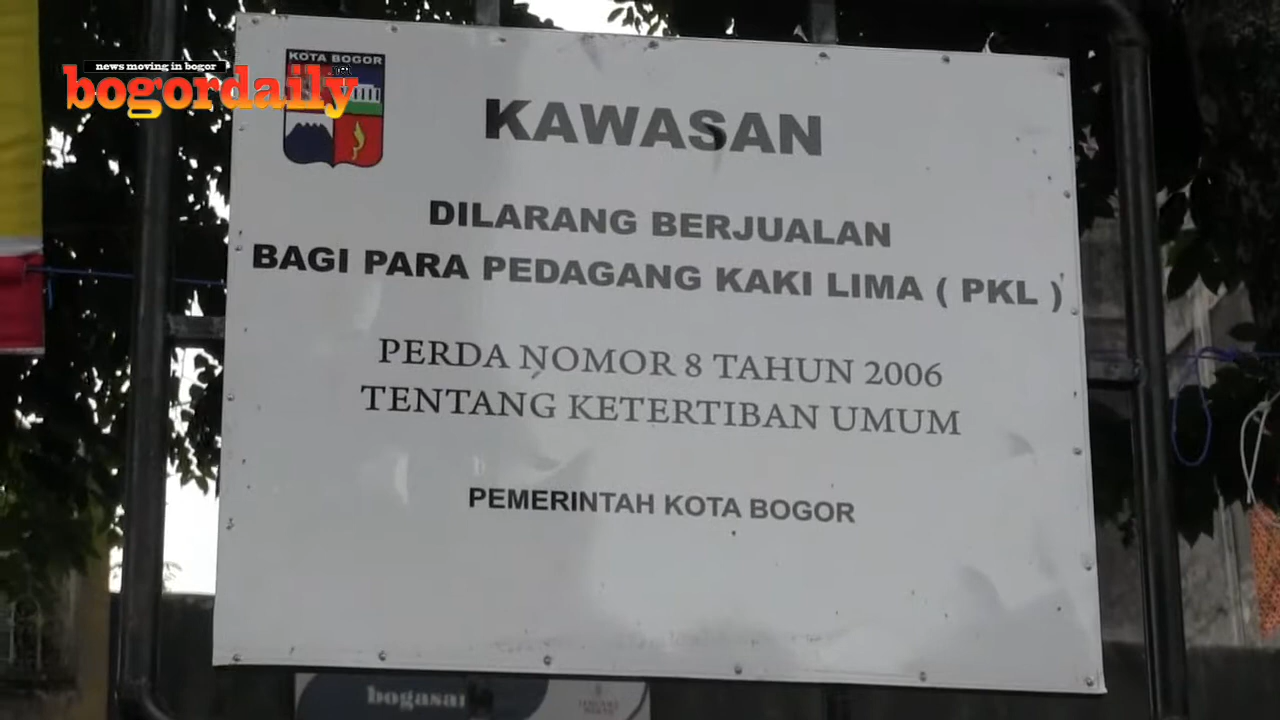 news moving in bogor
bogordaily
KOTA BOGOR
KAWASAN
DILARANG BERJUALAN
BAGI PARA PEDAGANG KAKI LIMA ( PKL )
PERDA NOMOR 8 TAHUN 2006
TENTANG KETERTIBAN UMUM
PEMERINTAH KOTA BOGOR
bogasari